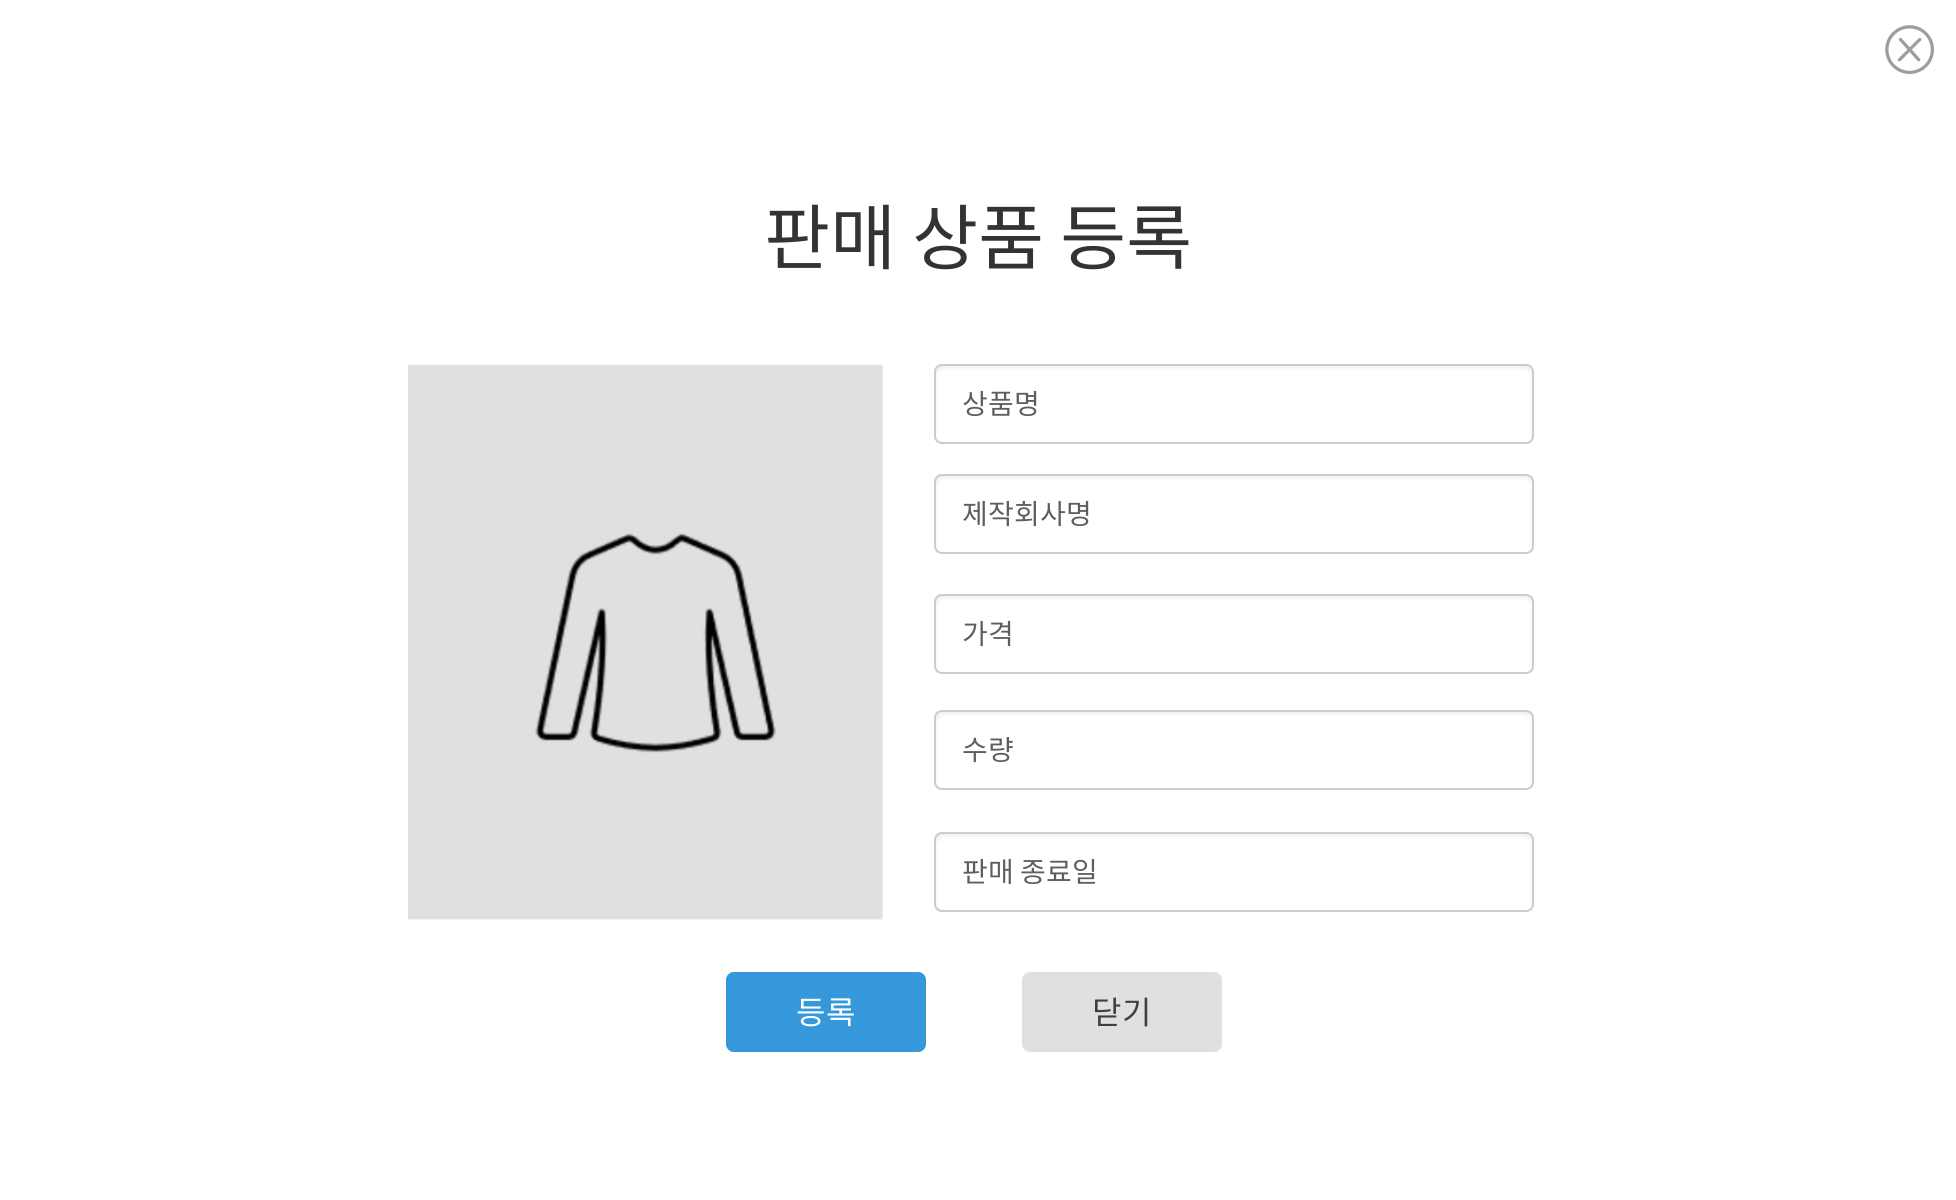 판매 상품 등록
상품명
제작회사명
가격
수량
판매 종료일
등록
닫기